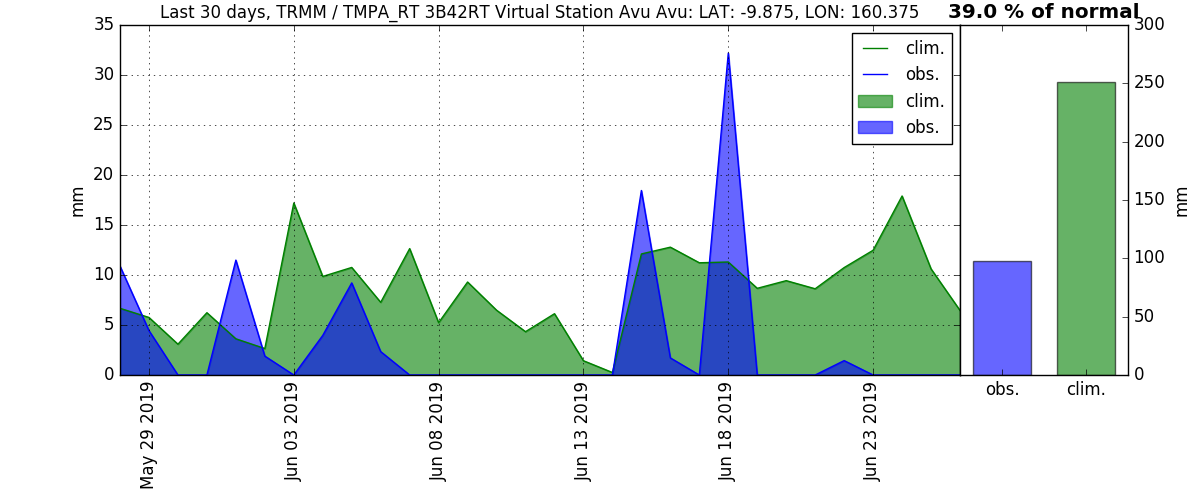 Last 30 days, TRMM / TMPA_RT 3B42RT Virtual Station Avu Avu: LAT: -9.875, LON: 160.375
39.0 % of normal
35
30
25
20
15
10
5
0
mm
clim.
obs.
clim.
obs.
300
250
200
150
100
50
0
mm
May 29 2019
Jun 03 2019
Jun 08 2019
Jun 13 2019
Jun 18 2019
Jun 23 2019
obs.
clim.